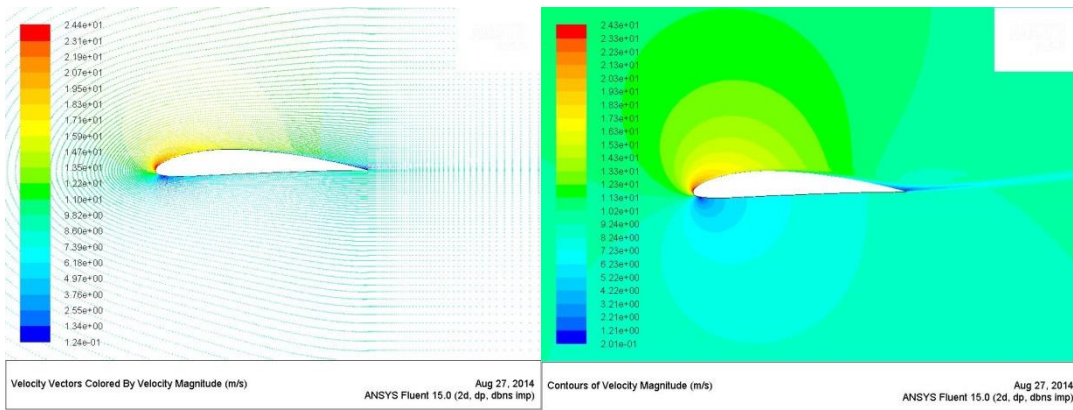 2.44e+01
2.31e+01
2.19e+01
2.07e+01
1.95e+01
1.83e+01
1.71e+01
1.59e+01
1.47e+01
1.35e+01
1.22e+01
1.10e+01
9.82e+00
8.60e+00
7.39e+00
6.18e+00
4.97e+00
3.76e+00
2.55e+00
1.34e+00
1.24e-01
Velocity Vectors Colored By Velocity Magnitude (m/s)
Aug 27, 2014
ANSYS Fluent 15.0 (2d, dp, dbns imp)
2.43e+01
2.33e+01
2.23e+01
2.13e+01
2.03e+01
1.93e+01
1.83e+01
1.73e+01
1.63e+01
1.53e+01
1.43e+01
1.33e+01
1.23e+01
1.13e+01
1.02e+01
9.24e+00
8.24e+00
7.23e+00
6.23e+00
5.22e+00
4.22e+00
3.21e+00
2.21e+00
1.21e+00
2.01e-01
Contours of Velocity Magnitude (m/s)
Aug 27, 2014
ANSYS Fluent 15.0 (2d, dp, dbns imp)